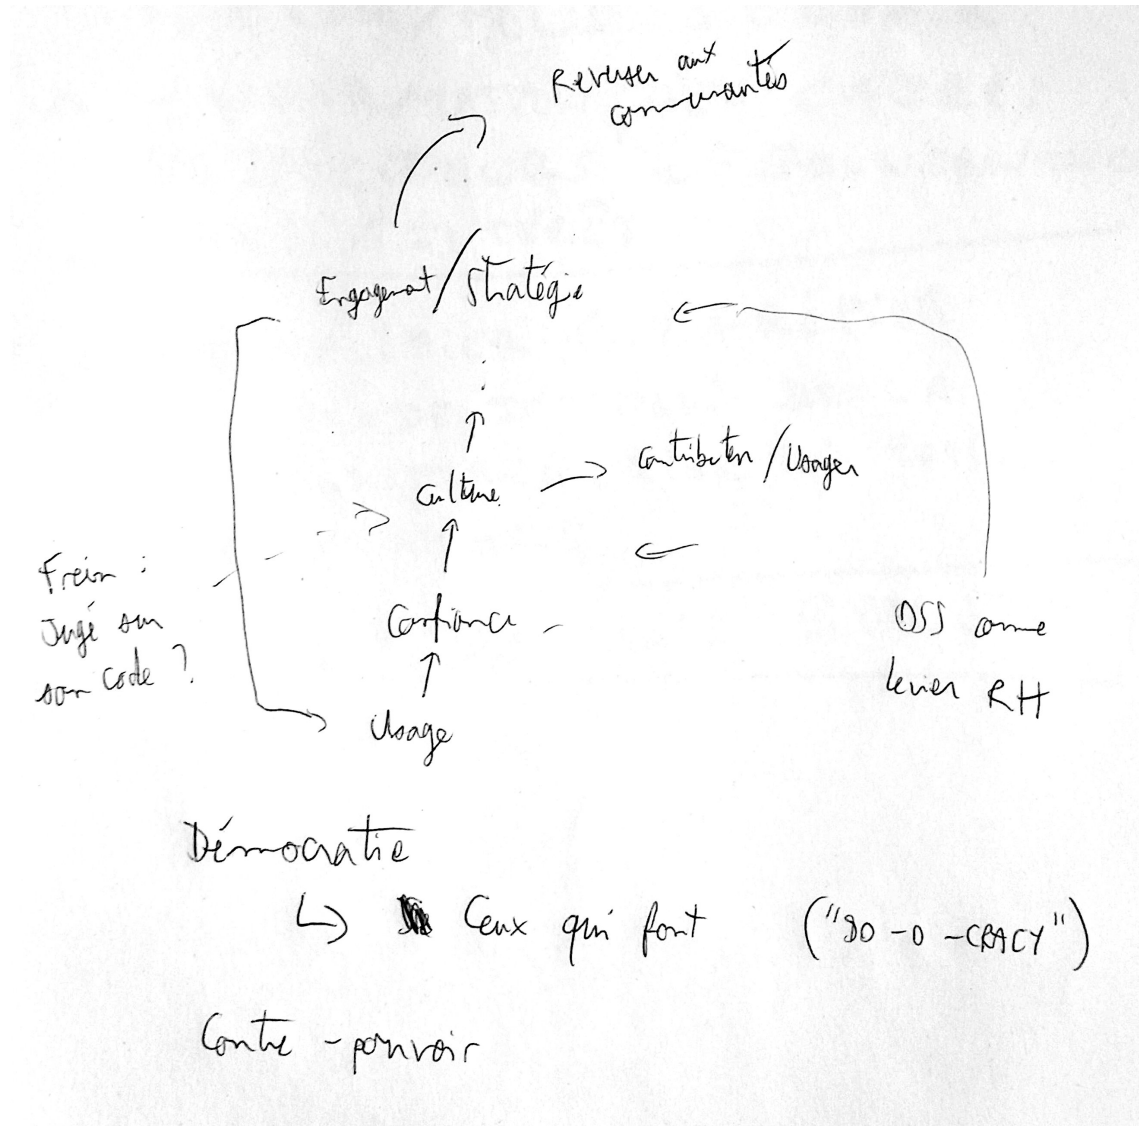 Reverser aux
communautés
Engagement / Stratégie
Culture
Contribution / Usager
Frein :
Jugé sur
son code ?
Confiance
OSS comme
levier RH
Usage
Démocratie
Ceux qui font ("DO-O-CRACY")
Contre-pouvoir